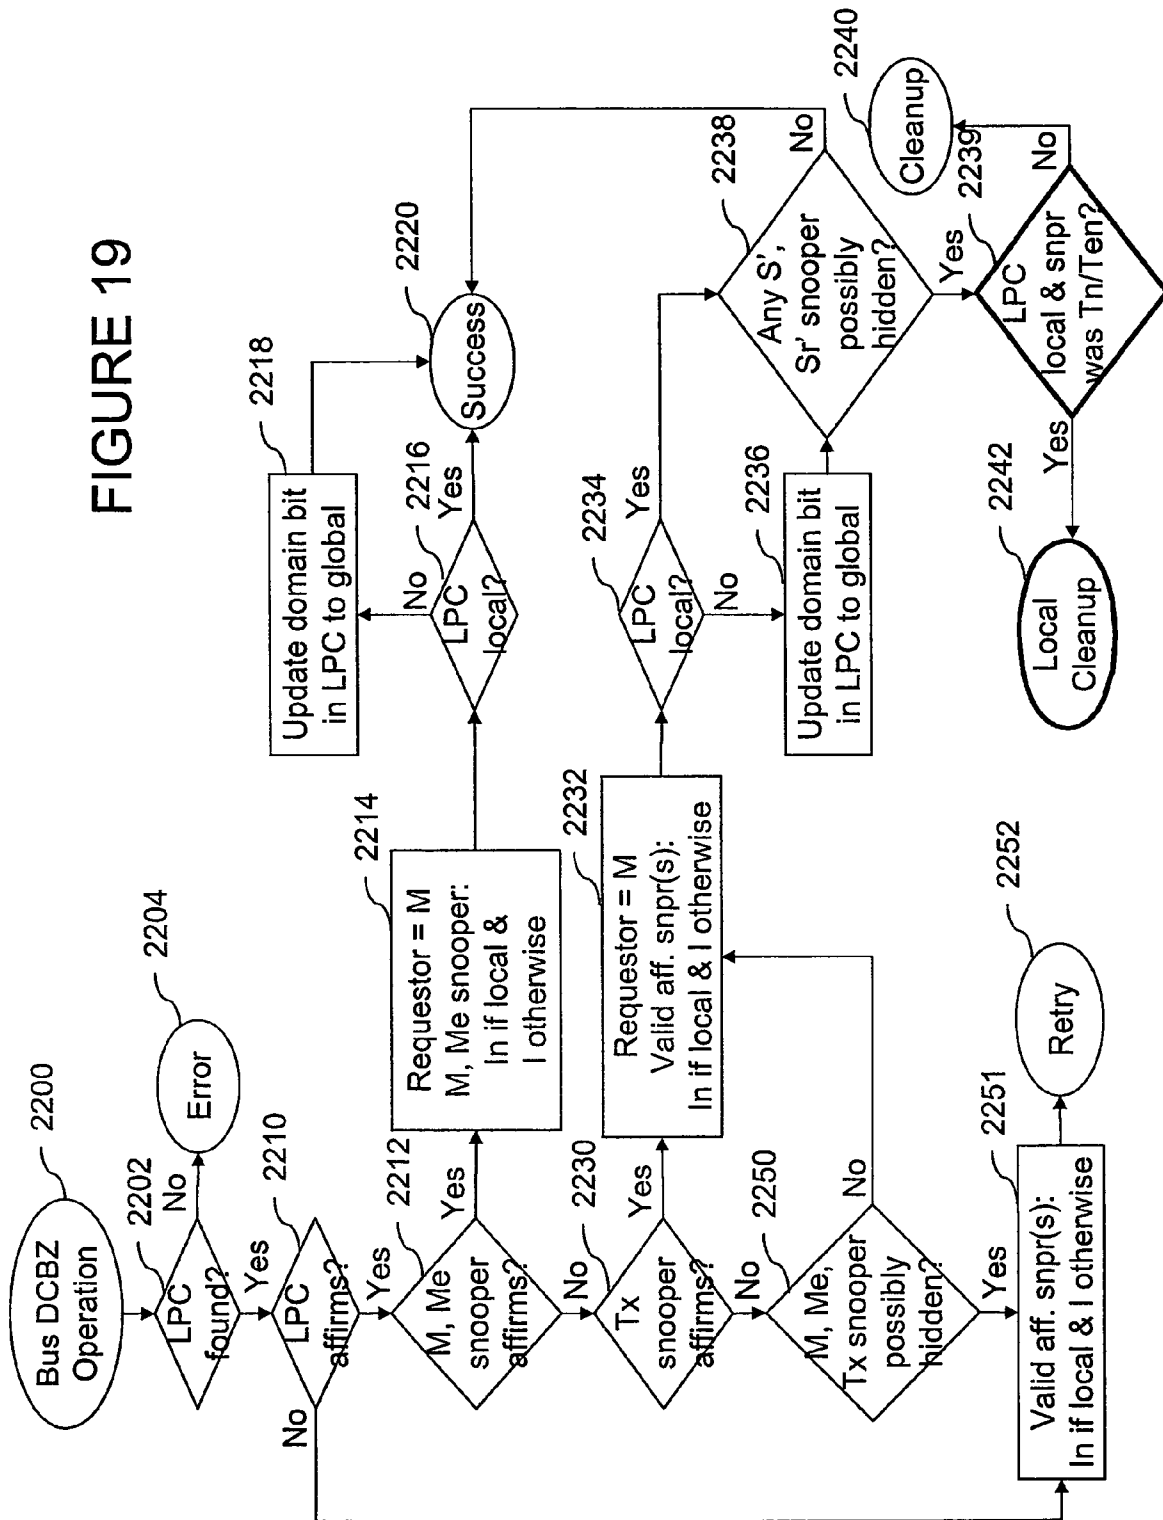 FIGURE 19
2200
Bus DCBZ
Operation
2202
LPC
found?
No
2204
Error
Yes
2210
LPC
affirms?
No
Yes
2212
M, Me
snooper
affirms?
Yes
2214
Requestor = M
M, Me snooper:
In if local &
I otherwise
2216
LPC
local?
No
Yes
2218
Update domain bit
in LPC to global
2220
Success
No
2230
Tx
snooper
affirms?
Yes
2232
Requestor = M
Valid aff. snpr(s):
In if local & I otherwise
2234
LPC
local?
Yes
No
2236
Update domain bit
in LPC to global
2238
Any S',
Sr' snooper
possibly
hidden?
No
Yes
2239
LPC
local & snpr
was Tn/Ten?
No
2240
Cleanup
Yes
2242
Local
Cleanup
No
2250
M, Me,
Tx snooper
possibly
hidden?
No
Yes
2251
Valid aff. snpr(s):
In if local & I otherwise
2252
Retry